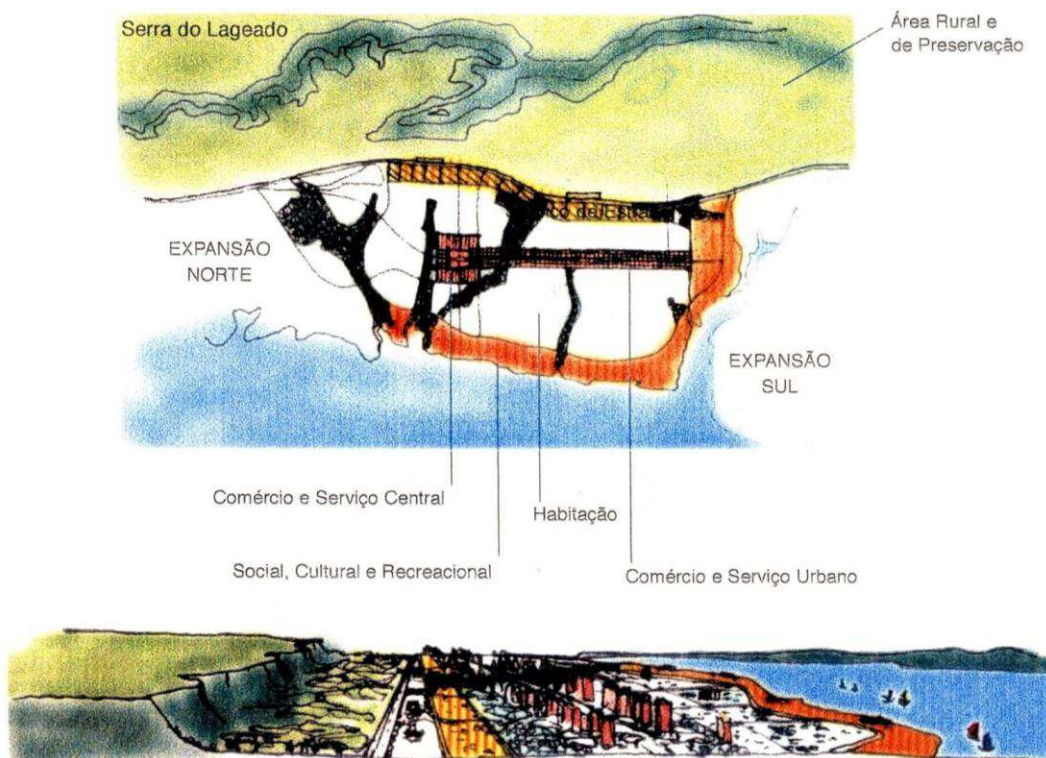 Serra do Lageado
Área Rural e
de Preservação
EXPANSÃO
NORTE
EXPANSÃO
SUL
Comércio e Serviço Central
Habitação
Social, Cultural e Recreacional
Comércio e Serviço Urbano